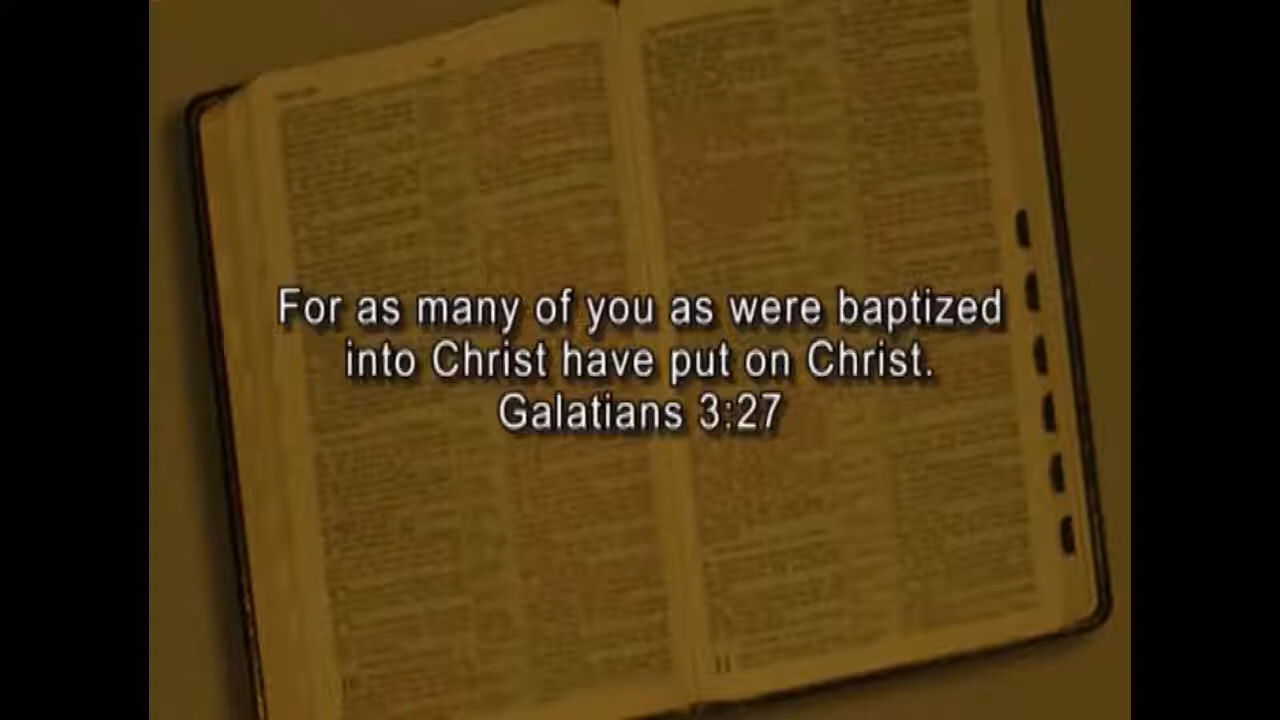 For as many of you as were baptized
into Christ have put on Christ.
Galatians 3:27